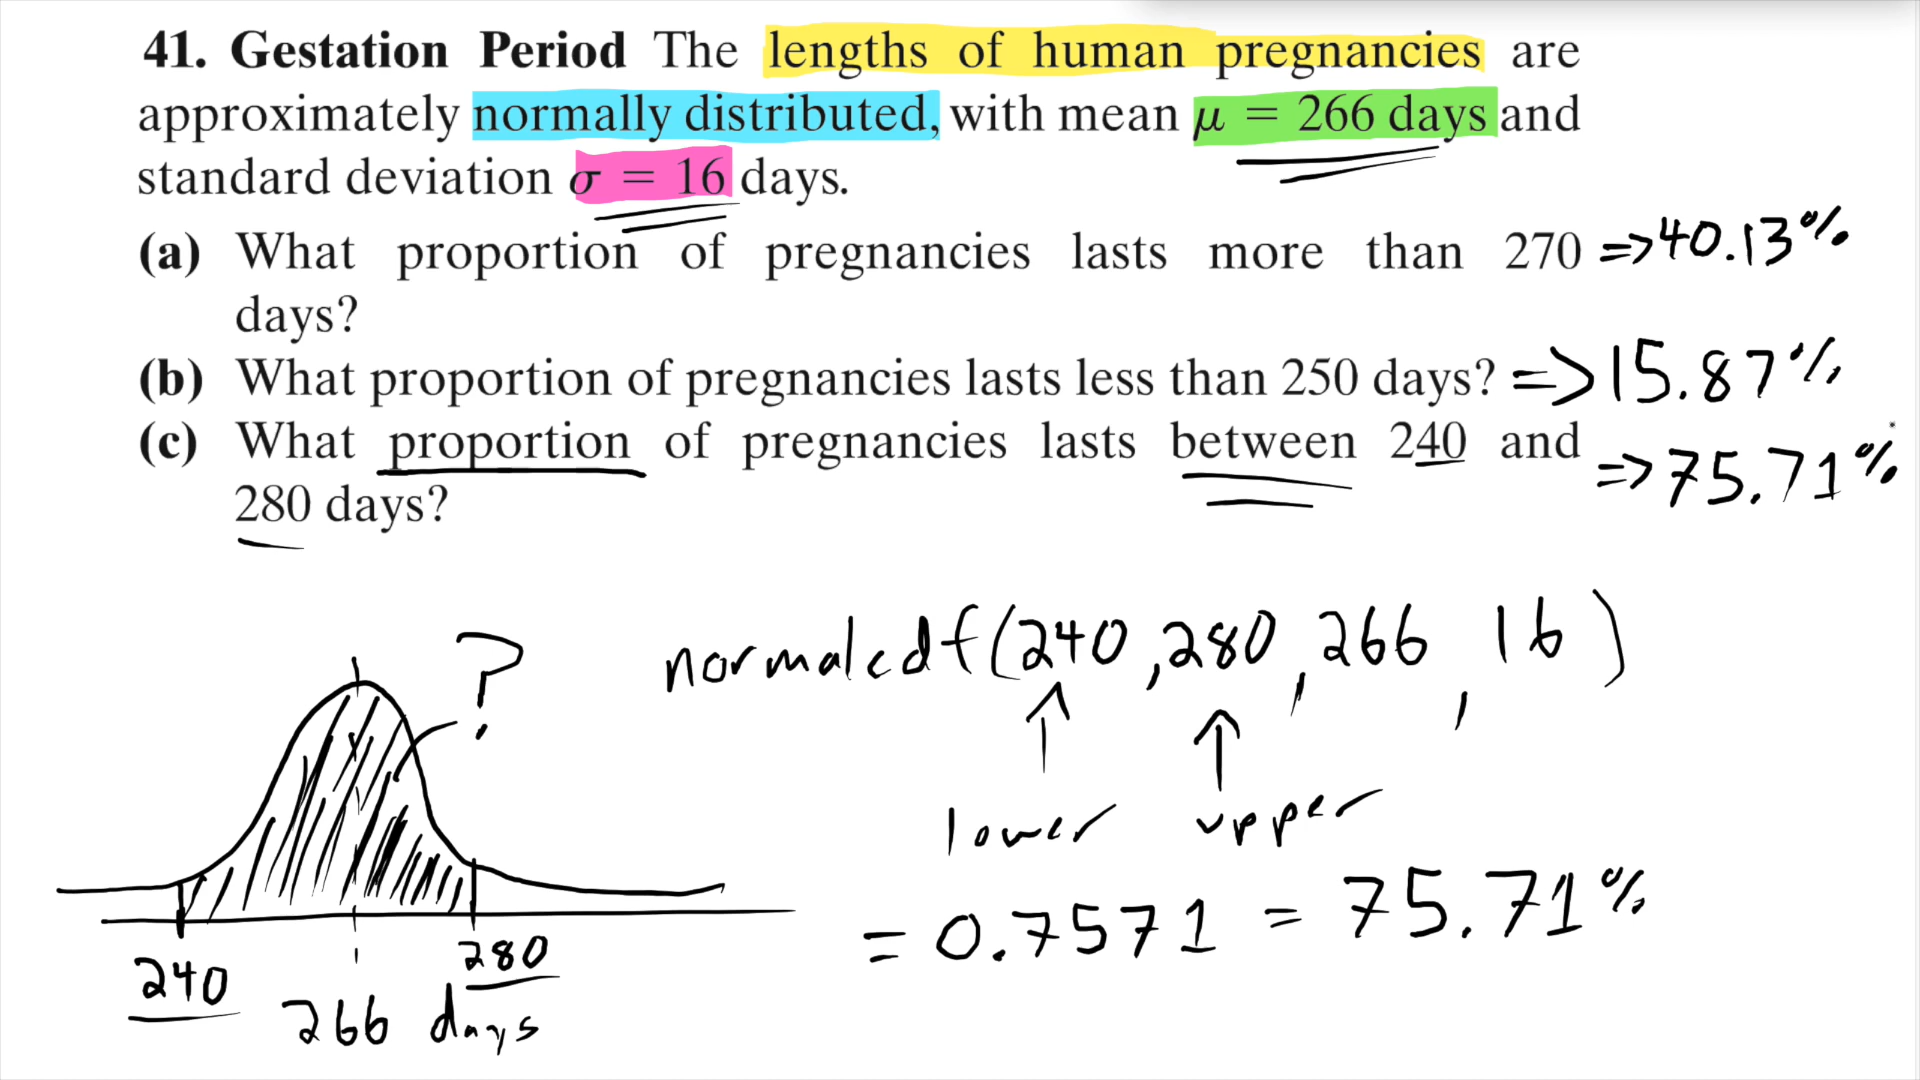 41. Gestation Period The lengths of human pregnancies are
approximately normally distributed, with mean μ = 266 days and
standard deviation σ = 16 days.
(a) What proportion of pregnancies lasts more than 270 => 40.13%
days?
(b) What proportion of pregnancies lasts less than 250 days? => 15.87%
(c) What proportion of pregnancies lasts between 240 and => 75.71%
280 days?
?
normalcdf(240, 280, 266, 16)
lower upper
= 0.7571 = 75.71%
240 280
266 days